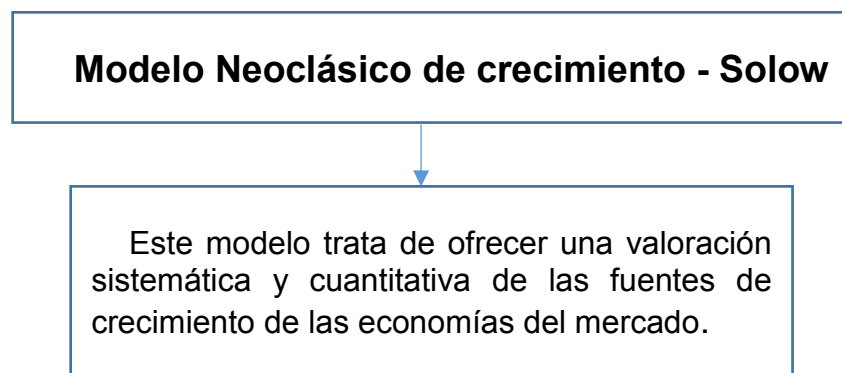 Modelo Neoclásico de crecimiento - Solow
Este modelo trata de ofrecer una valoración
sistemática y cuantitativa de las fuentes de
crecimiento de las economías del mercado.